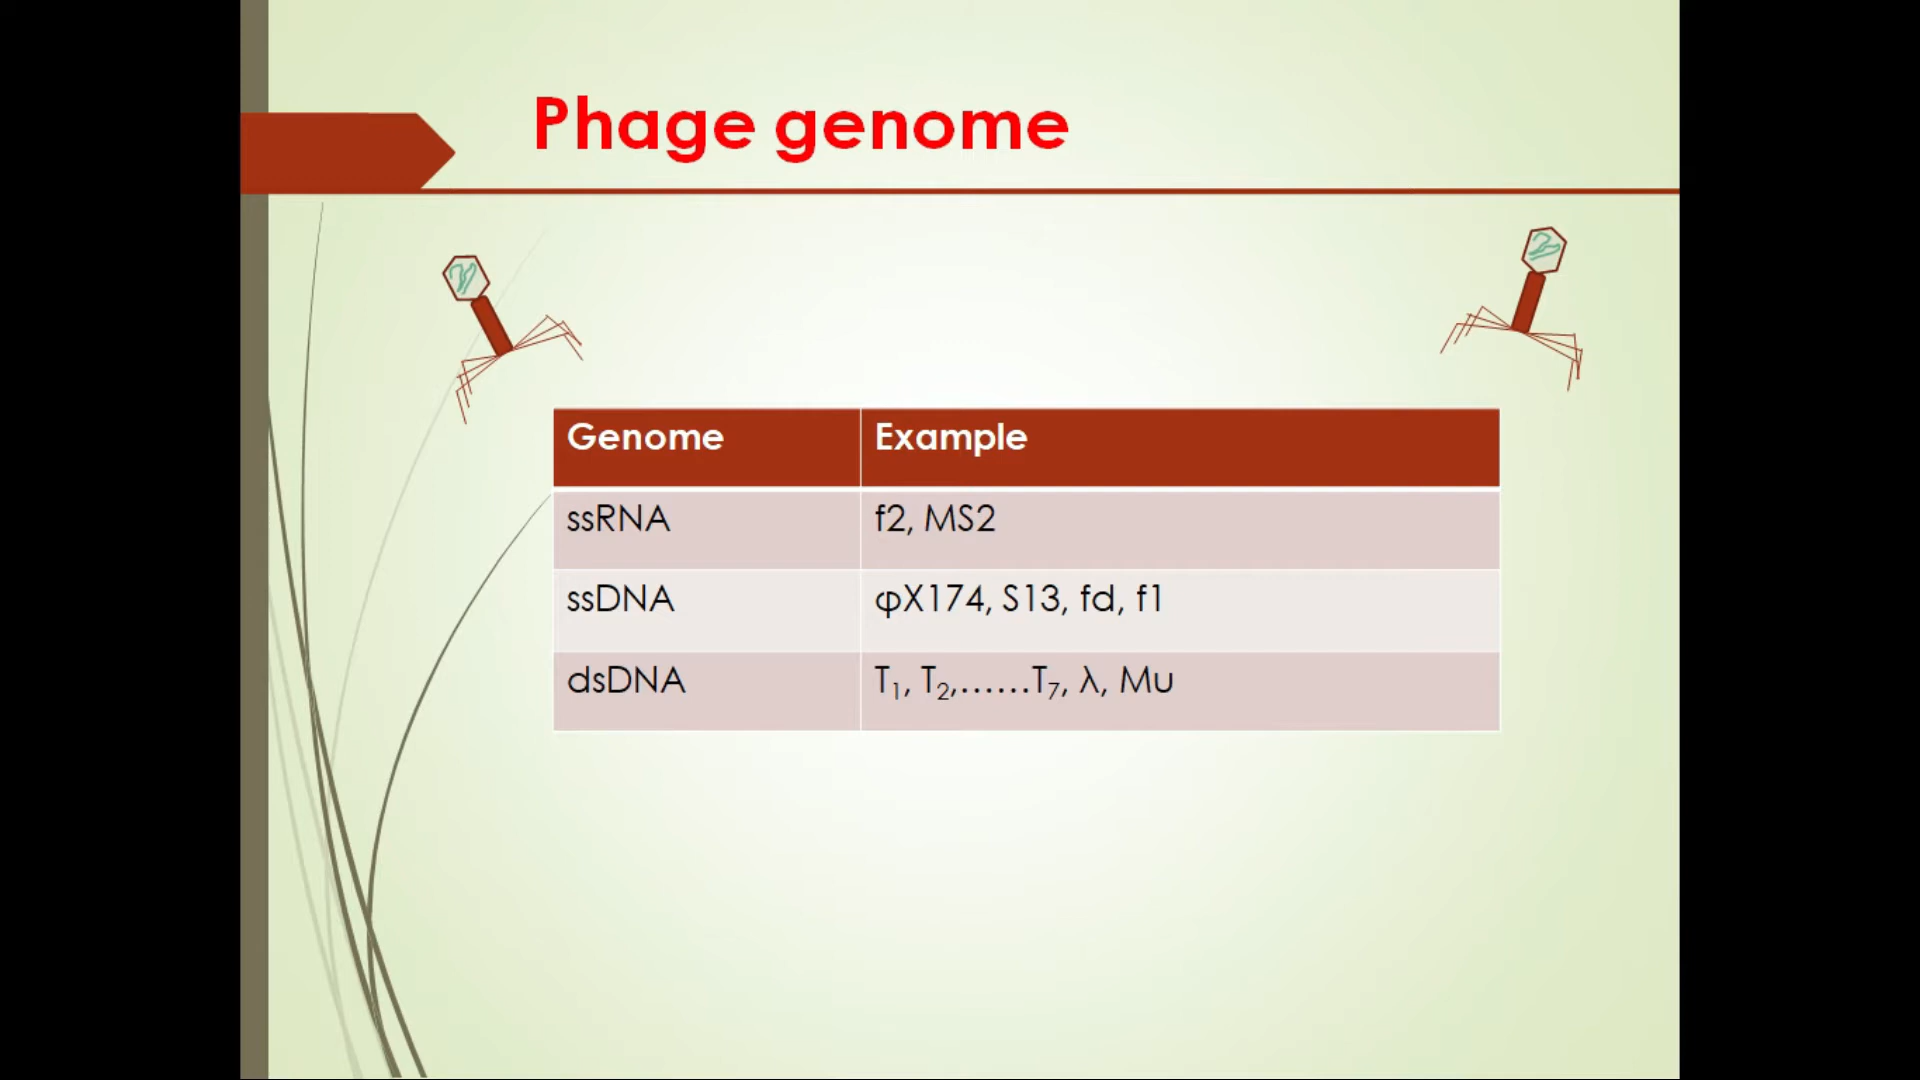 Phage genome
Genome Example
ssRNA f2, MS2
ssDNA φX174, S13, fd, f1
dsDNA T₁, T₂,......T₇, λ, Mu